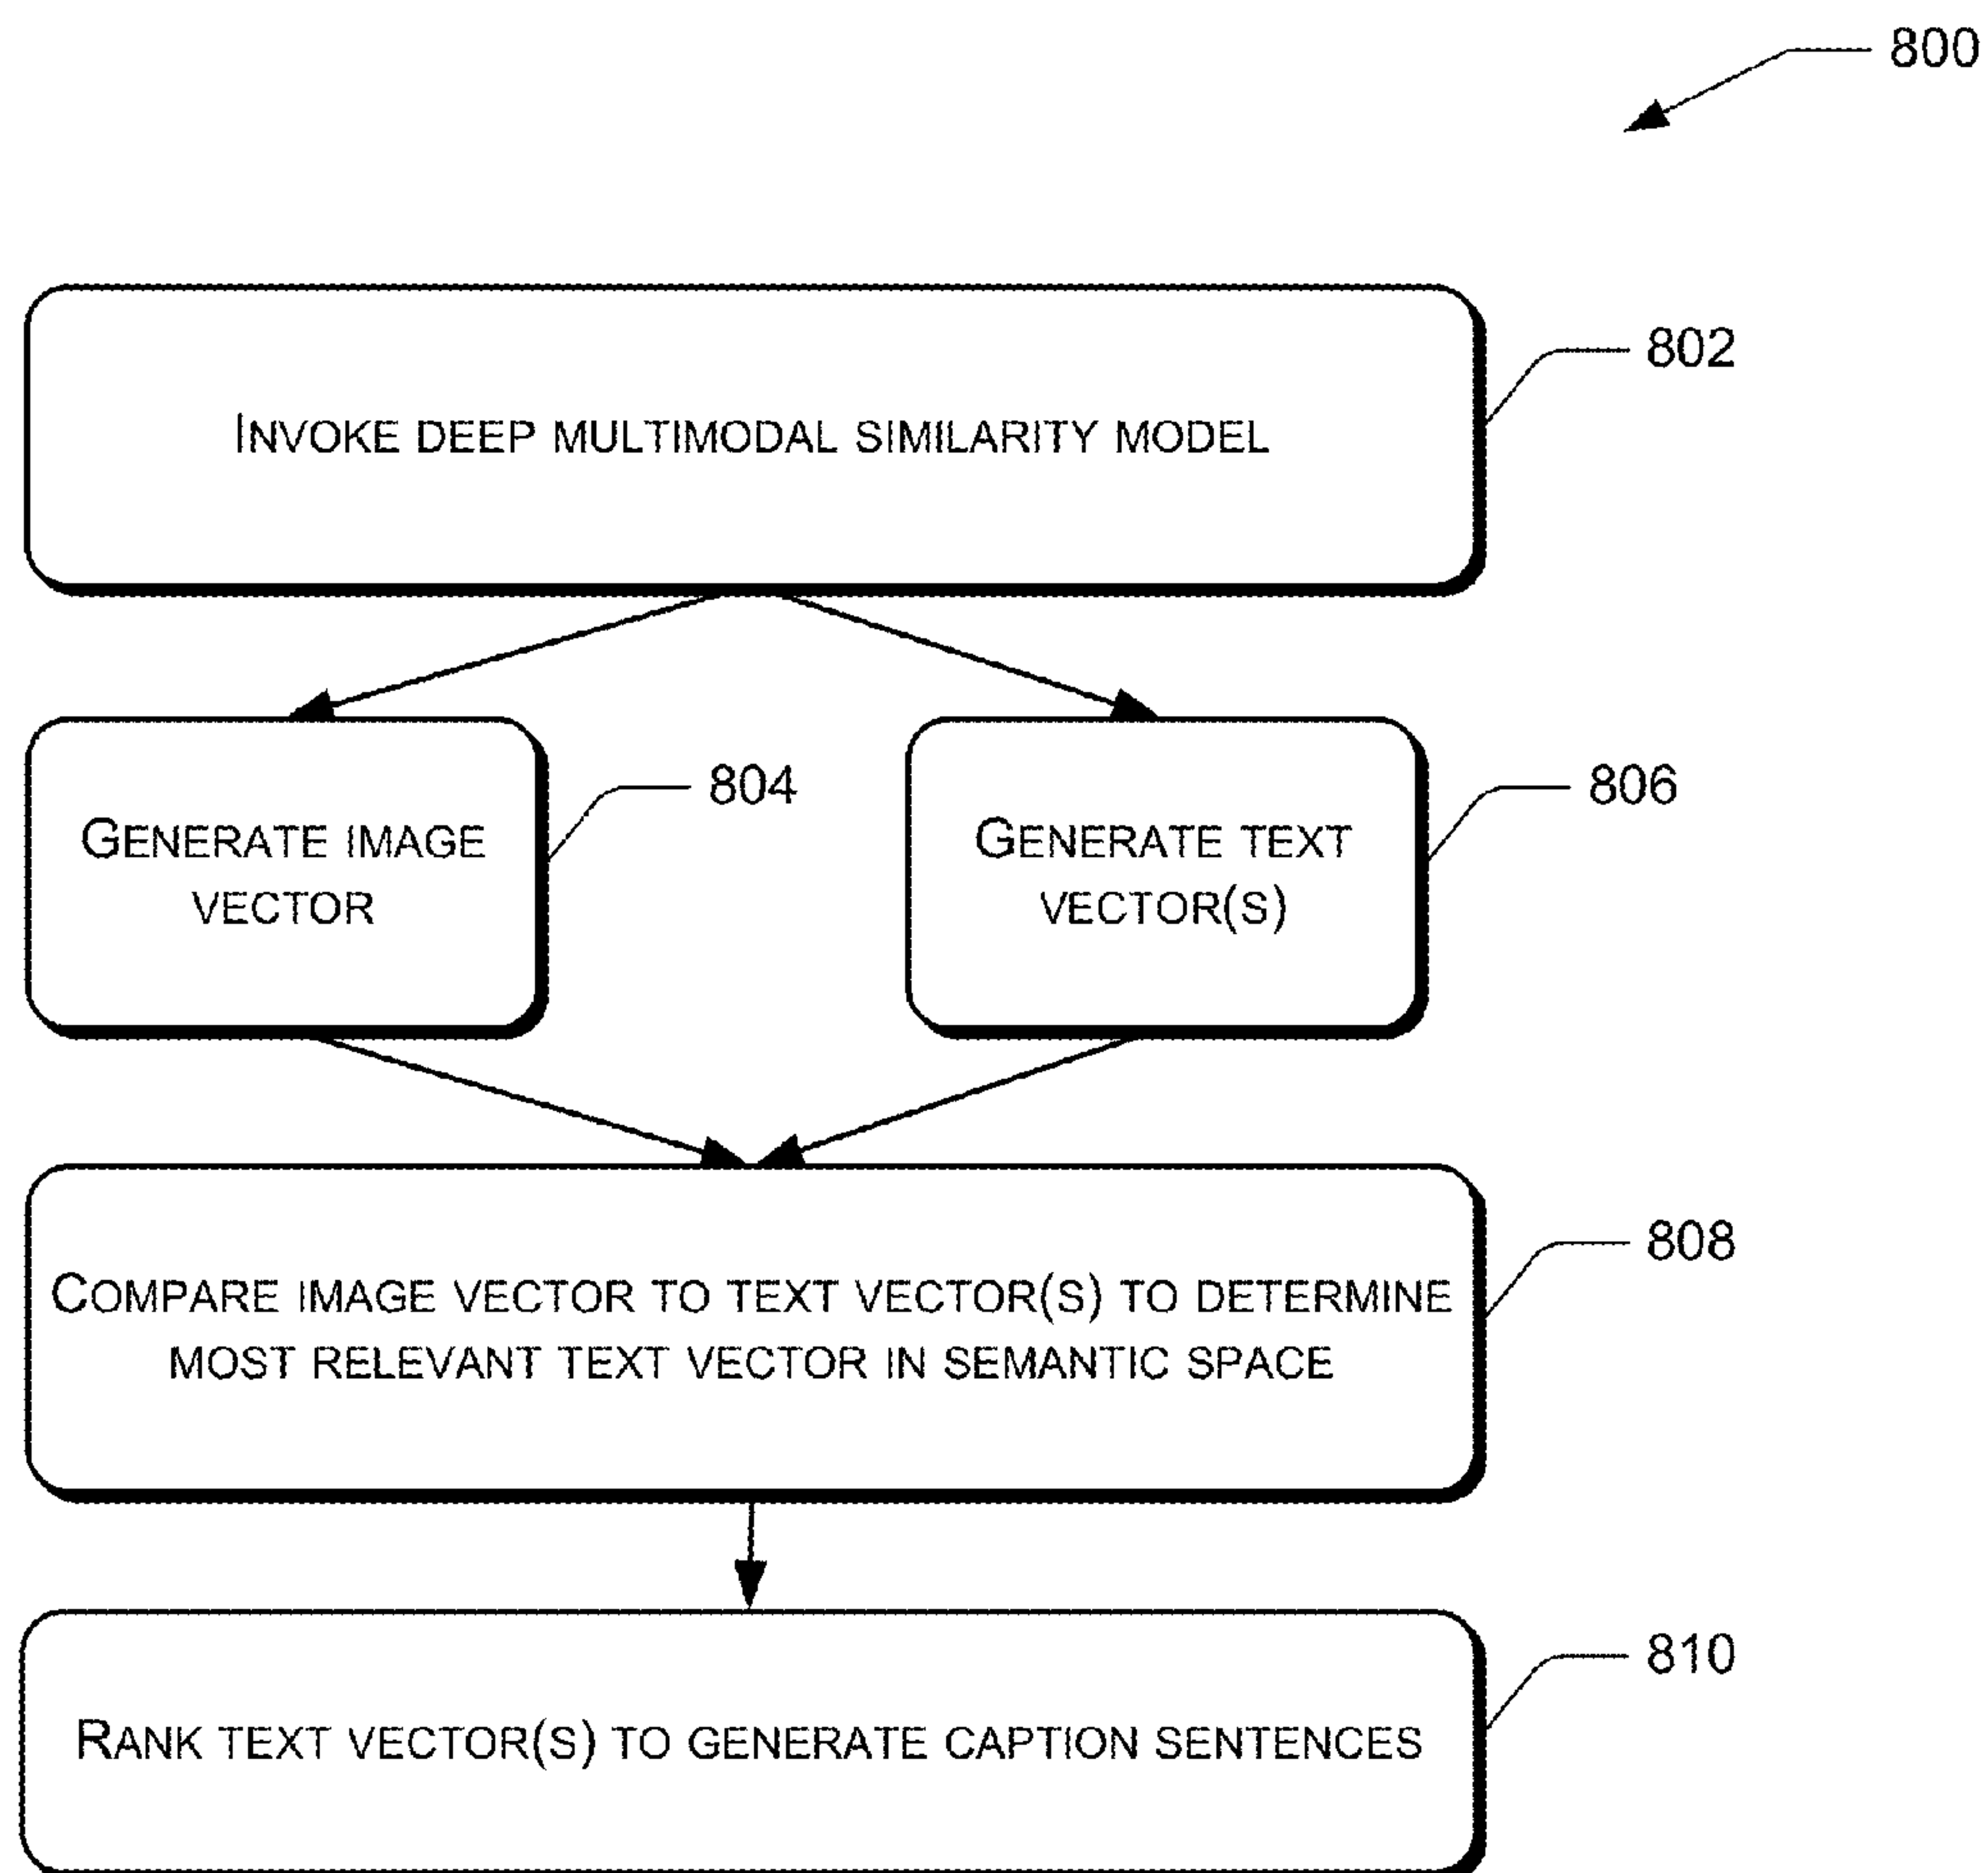 800
INVOKE DEEP MULTIMODAL SIMILARITY MODEL
802
GENERATE IMAGE
VECTOR
804
GENERATE TEXT
VECTOR(S)
806
COMPARE IMAGE VECTOR TO TEXT VECTOR(S) TO DETERMINE
MOST RELEVANT TEXT VECTOR IN SEMANTIC SPACE
808
RANK TEXT VECTOR(S) TO GENERATE CAPTION SENTENCES
810